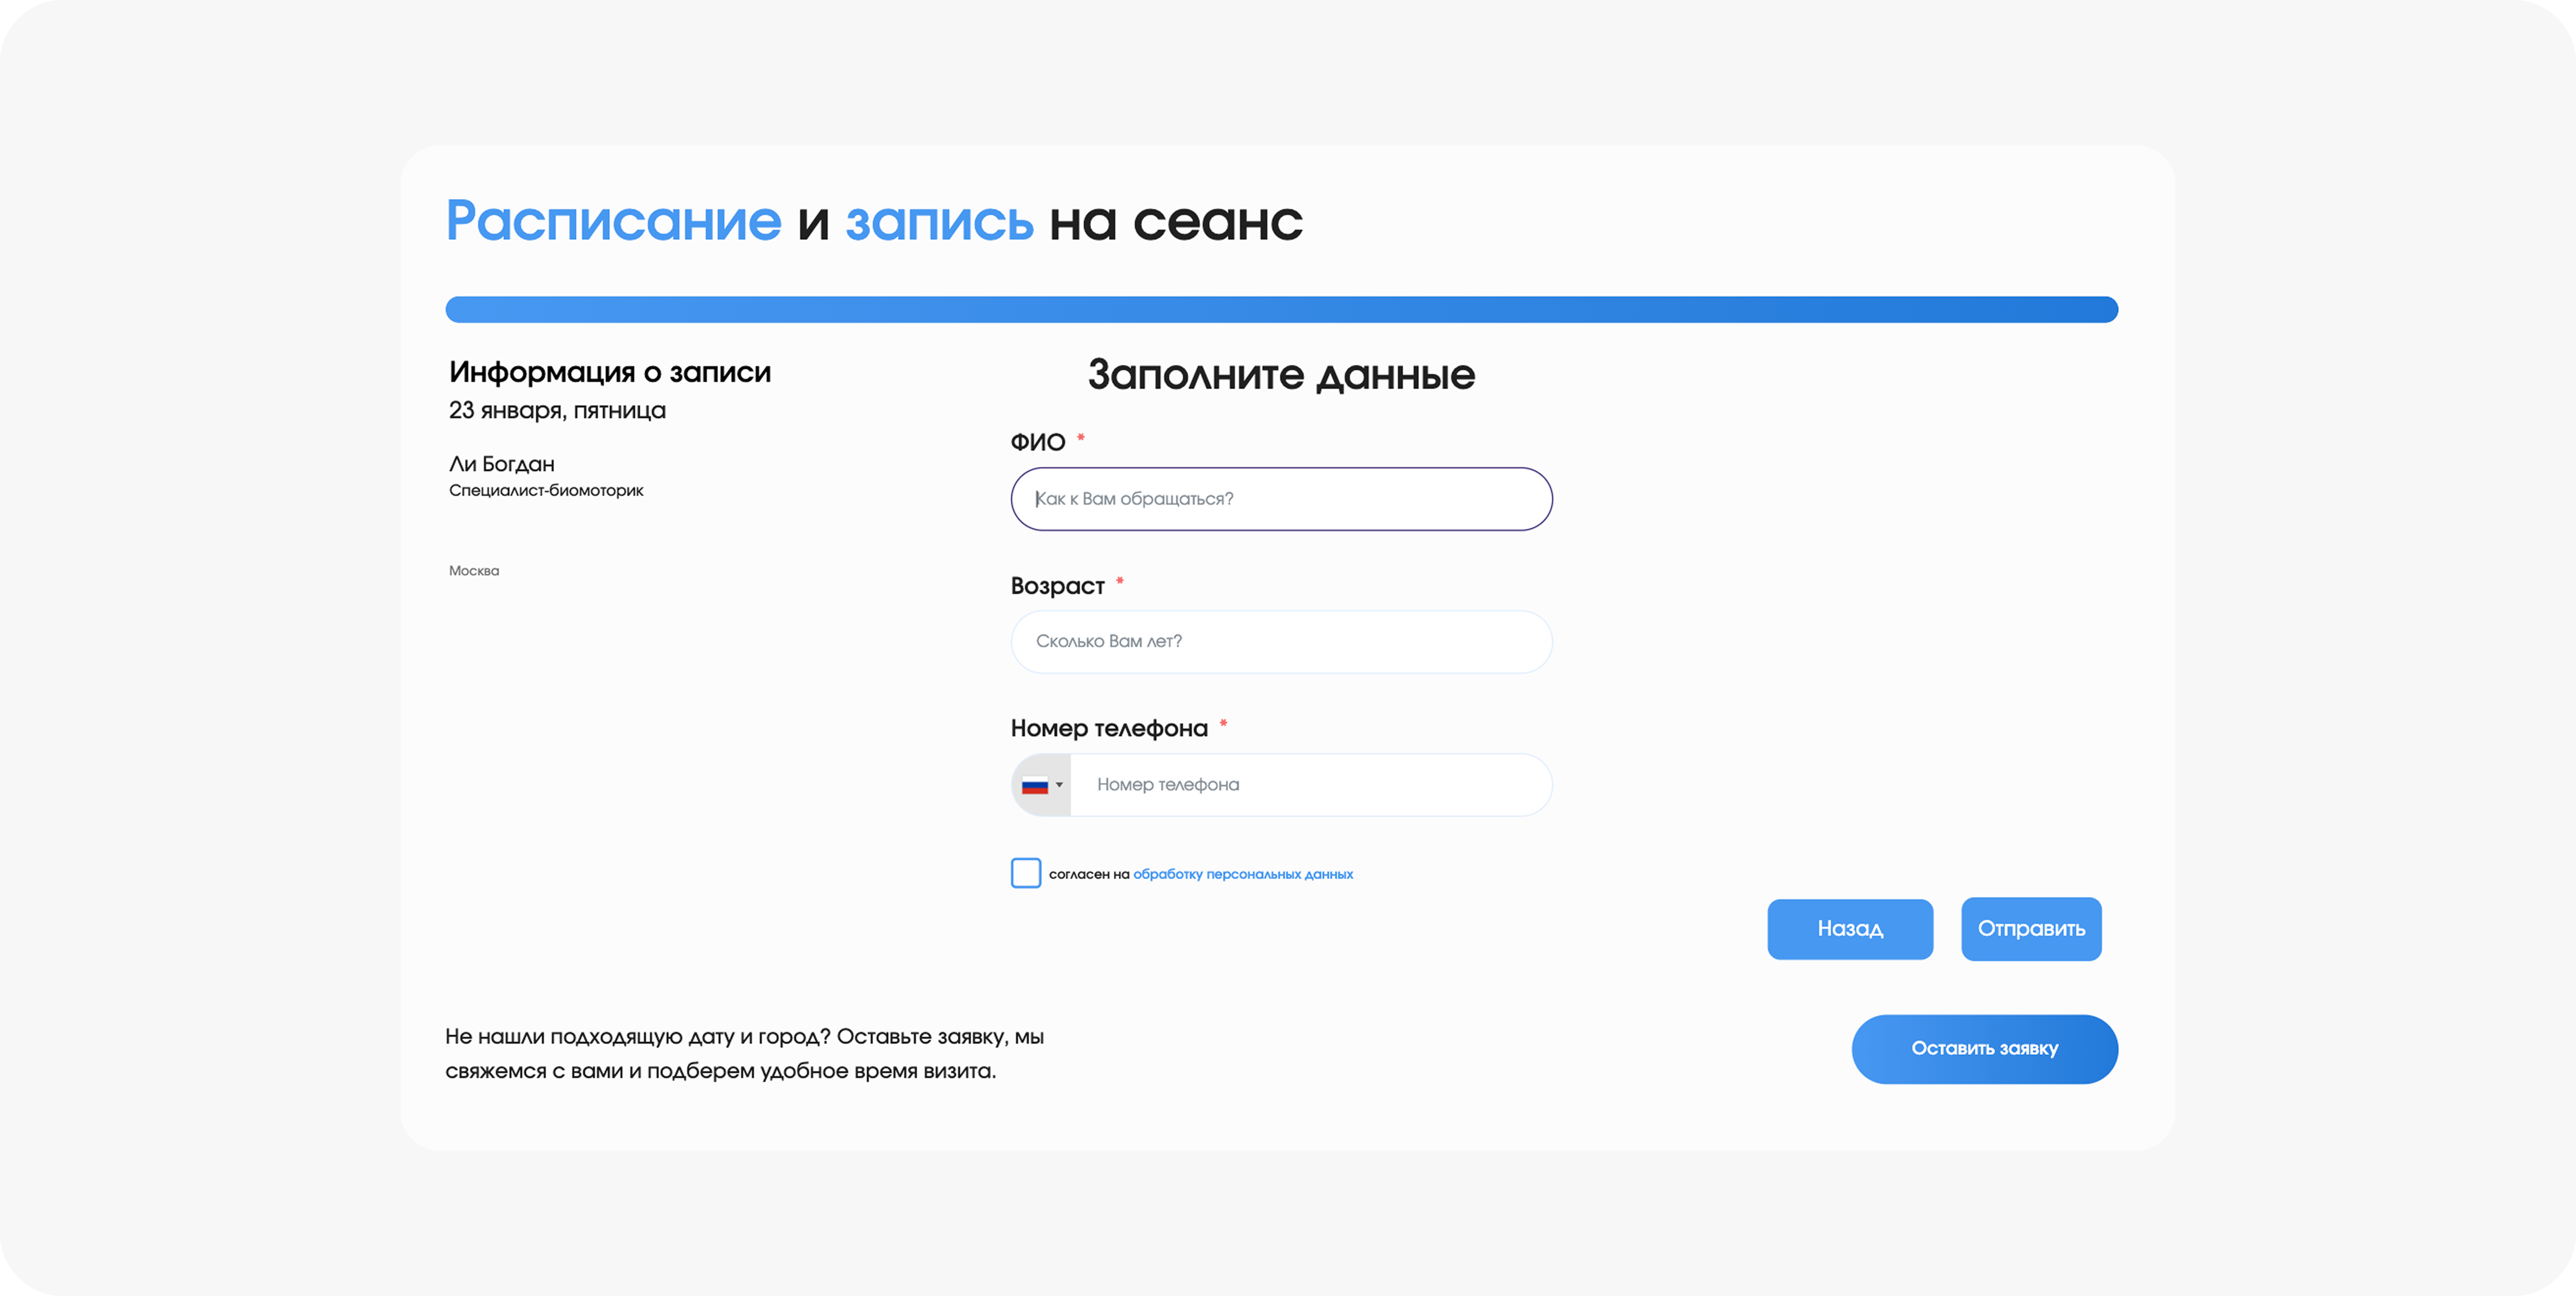 Расписание и запись на сеанс
Информация о записи
23 января, пятница
Ли Богдан
Специалист-биомоторик
Москва
Заполните данные
ФИО *
Как к Вам обращаться?
Возраст *
Сколько Вам лет?
Номер телефона *
Номер телефона
согласен на обработку персональных данных
Назад
Отправить
Не нашли подходящую дату и город? Оставьте заявку, мы
свяжемся с вами и подберем удобное время визита.
Оставить заявку